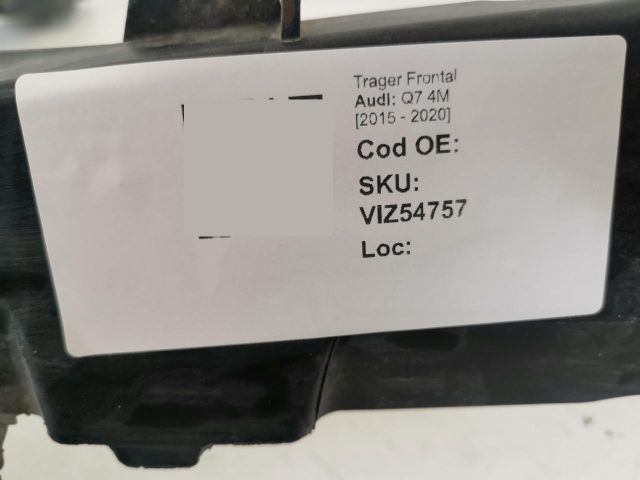 Trager Frontal
Audi: Q7 4M
[2015 - 2020]
Cod OE:
SKU:
VIZ54757
Loc: